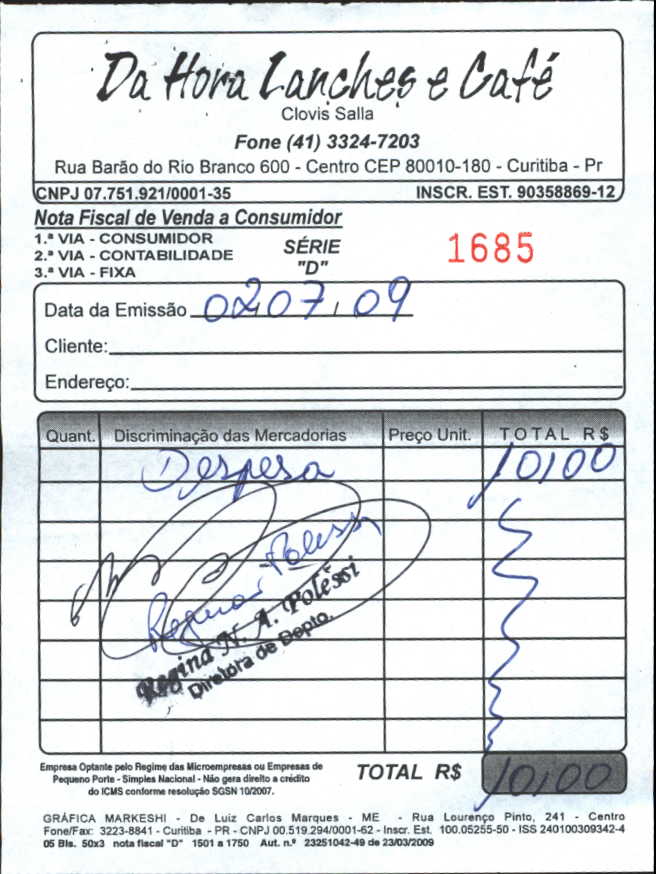 Da Hora Lanches e Café
Clovis Salla
Fone (41) 3324-7203
Rua Barão do Rio Branco 600 - Centro CEP 80010-180 - Curitiba - Pr
CNPJ 07.751.921/0001-35 INSCR. EST. 90358869-12
Nota Fiscal de Venda a Consumidor
1.ª VIA - CONSUMIDOR
2.ª VIA - CONTABILIDADE
3.ª VIA - FIXA
SÉRIE
"D"
1685
Data da Emissão 02 07, 09
Cliente:
Endereço:
Quant. Discriminação das Mercadorias Preço Unit. TOTAL R$
Despesa 10,00
Regina Polessi
Regina N. A. Polessi
Diretora de Depto.
Empresa Optante pelo Regime das Microempresas ou Empresas de
Pequeno Porte - Simples Nacional - Não gera direito a crédito
do ICMS conforme resolução SGSN 10/2007.
TOTAL R$ 10,00
GRÁFICA MARKESHI - De Luiz Carlos Marques - ME - Rua Lourenço Pinto, 241 - Centro
Fone/Fax: 3223-8841 - Curitiba - PR - CNPJ 00.519.294/0001-62 - Inscr. Est. 100.05255-50 - ISS 240100309342-4
05 Bls. 50x3 nota fiscal "D" 1501 a 1750 Aut. n.º 23251042-49 de 23/03/2009